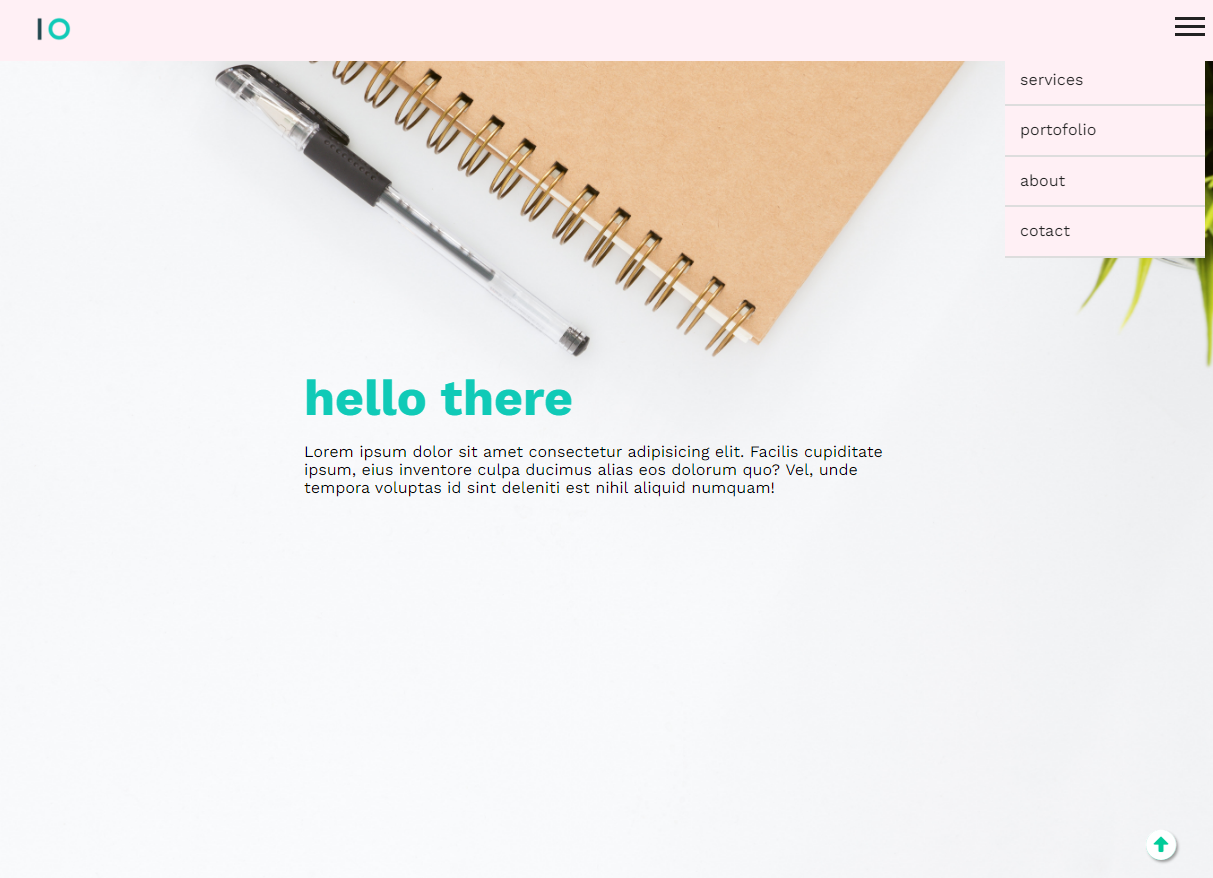 IO
services
portofolio
about
cotact
hello there
Lorem ipsum dolor sit amet consectetur adipisicing elit. Facilis cupiditate
ipsum, eius inventore culpa ducimus alias eos dolorum quo? Vel, unde
tempora voluptas id sint deleniti est nihil aliquid numquam!